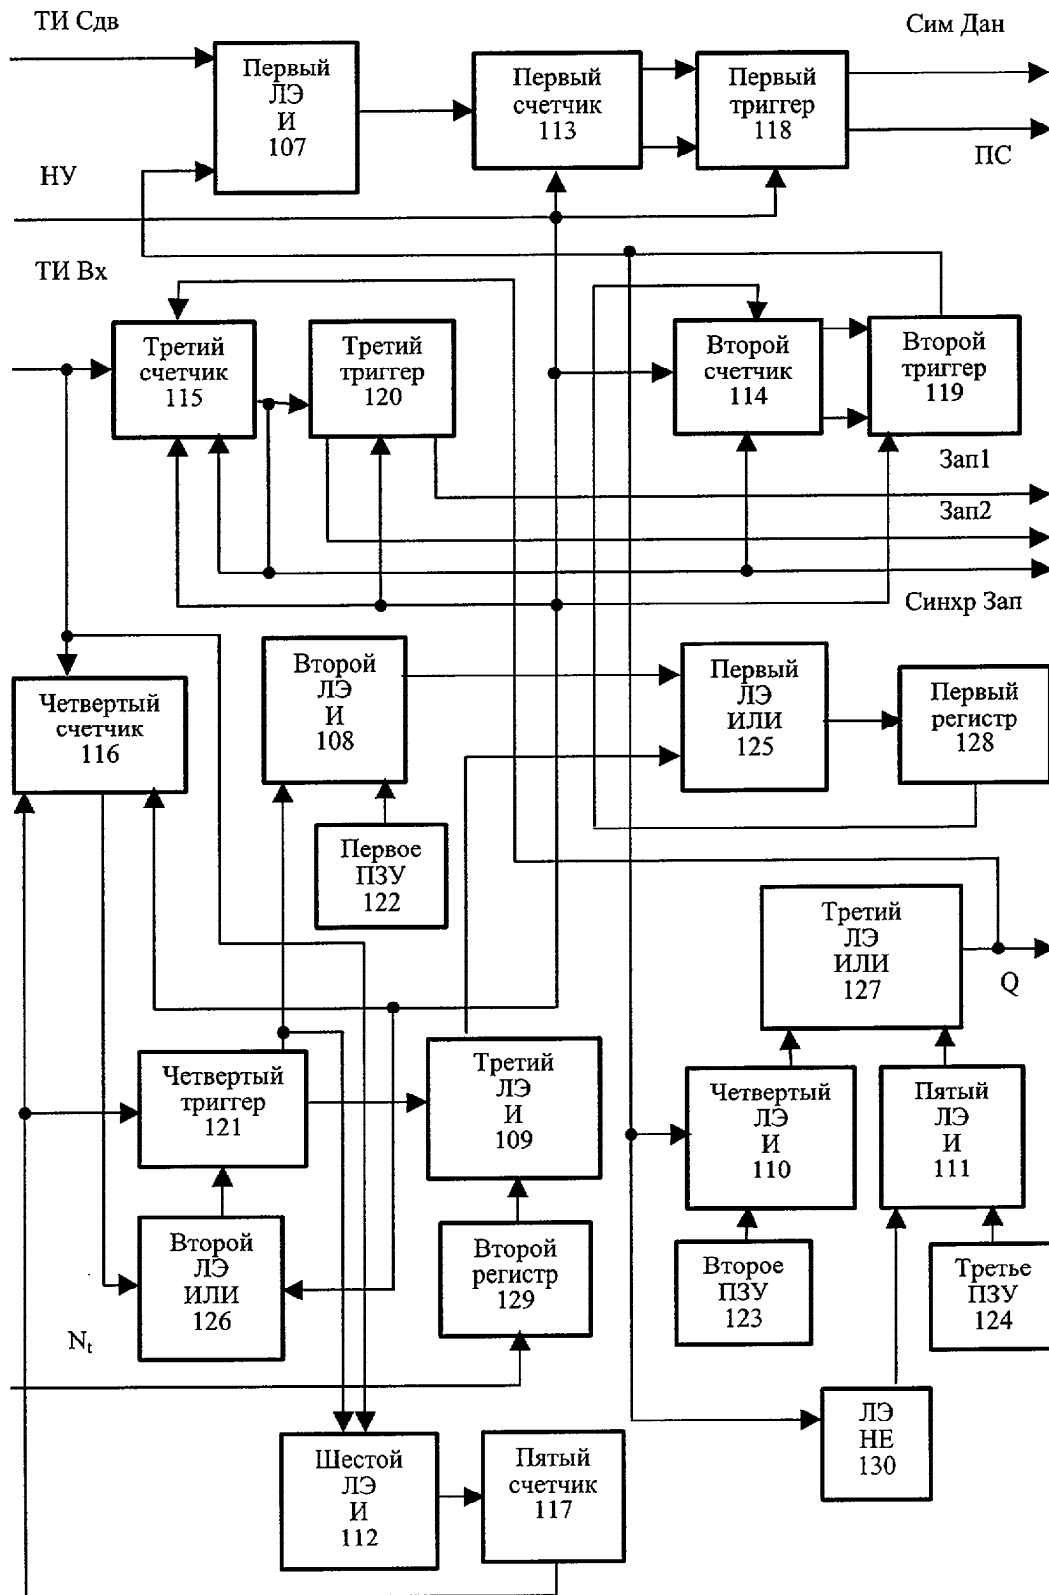 ТИ Сдв
Сим Дан
Первый
ЛЭ
И
107
Первый
счетчик
113
Первый
триггер
118
НУ
ПС
ТИ Вх
Третий
счетчик
115
Третий
триггер
120
Второй
счетчик
114
Второй
триггер
119
Зап1
Зап2
Синхр Зап
Четвертый
счетчик
116
Второй
ЛЭ
И
108
Первый
ЛЭ
ИЛИ
125
Первый
регистр
128
Первое
ПЗУ
122
Третий
ЛЭ
ИЛИ
127
Q
Четвертый
триггер
121
Третий
ЛЭ
И
109
Четвертый
ЛЭ
И
110
Пятый
ЛЭ
И
111
Второй
ЛЭ
ИЛИ
126
Второй
регистр
129
Второе
ПЗУ
123
Третье
ПЗУ
124
Nt
Шестой
ЛЭ
И
112
Пятый
счетчик
117
ЛЭ
НЕ
130